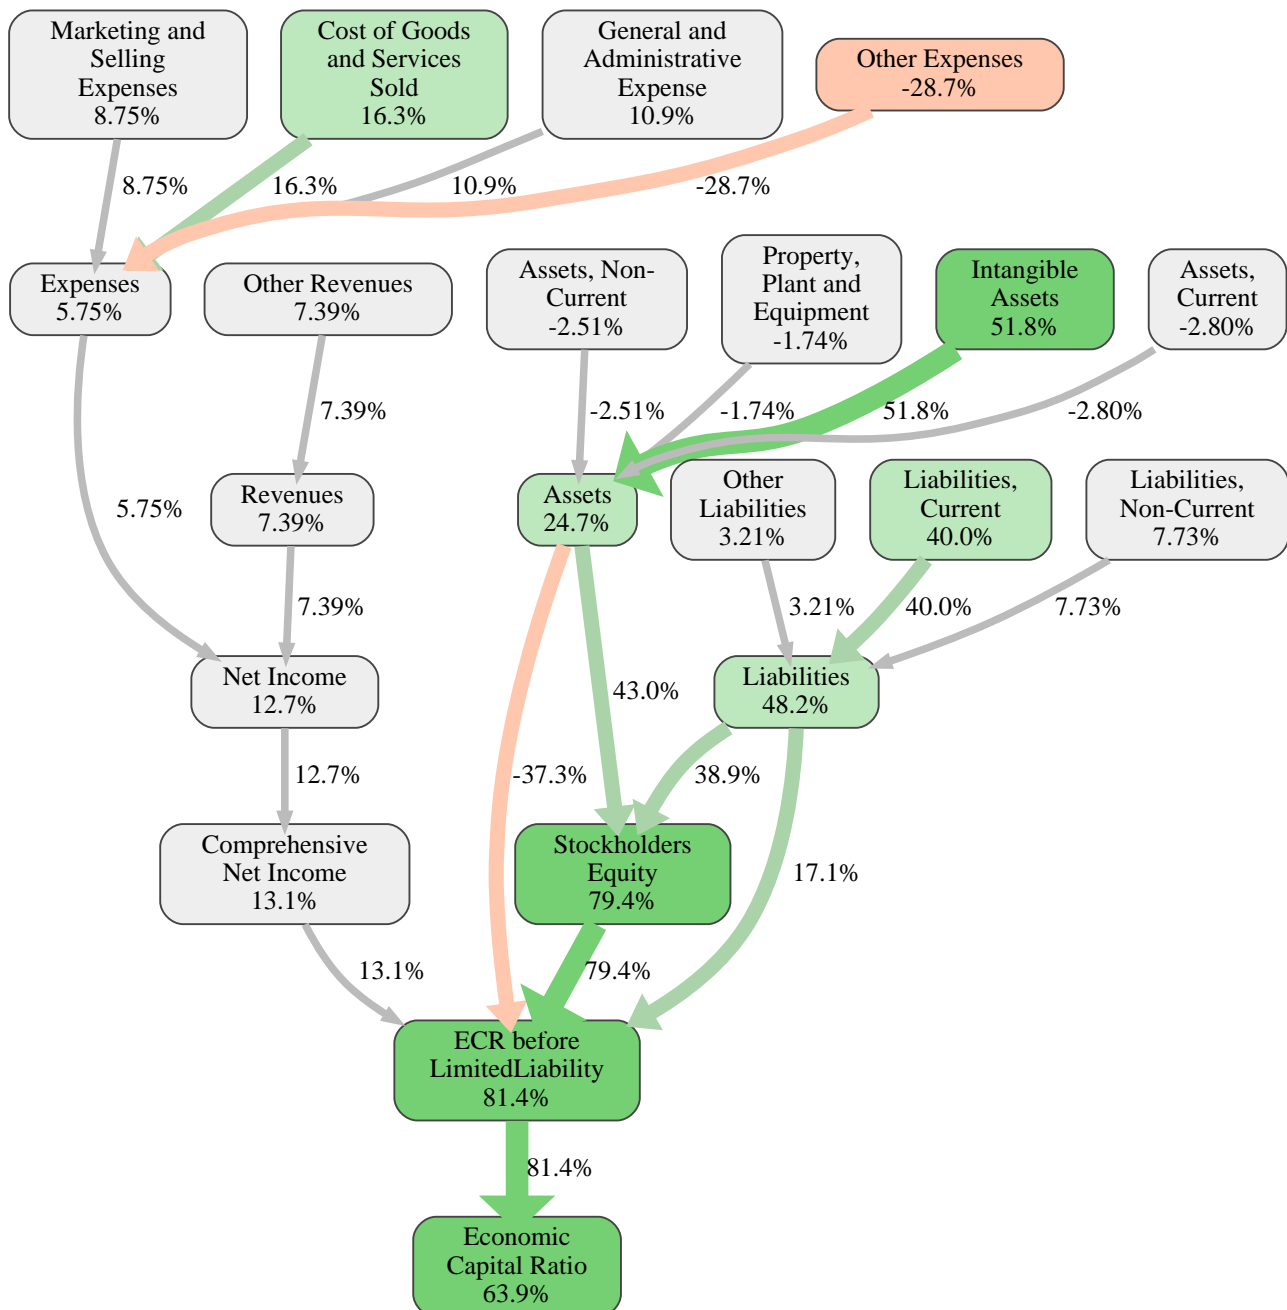 Marketing and
Selling
Expenses
8.75%
Cost of Goods
and Services
Sold
16.3%
General and
Administrative
Expense
10.9%
Other Expenses
-28.7%
8.75%
16.3%
10.9%
-28.7%
Expenses
5.75%
Other Revenues
7.39%
Assets, Non-
Current
-2.51%
Property,
Plant and
Equipment
-1.74%
Intangible
Assets
51.8%
Assets,
Current
-2.80%
7.39%
-2.51%
-1.74%
51.8%
-2.80%
5.75%
Revenues
7.39%
Assets
24.7%
Other
Liabilities
3.21%
Liabilities,
Current
40.0%
Liabilities,
Non-Current
7.73%
7.39%
3.21%
40.0%
7.73%
Net Income
12.7%
43.0%
Liabilities
48.2%
12.7%
-37.3%
38.9%
Comprehensive
Net Income
13.1%
Stockholders
Equity
79.4%
17.1%
13.1%
79.4%
ECR before
LimitedLiability
81.4%
81.4%
Economic
Capital Ratio
63.9%